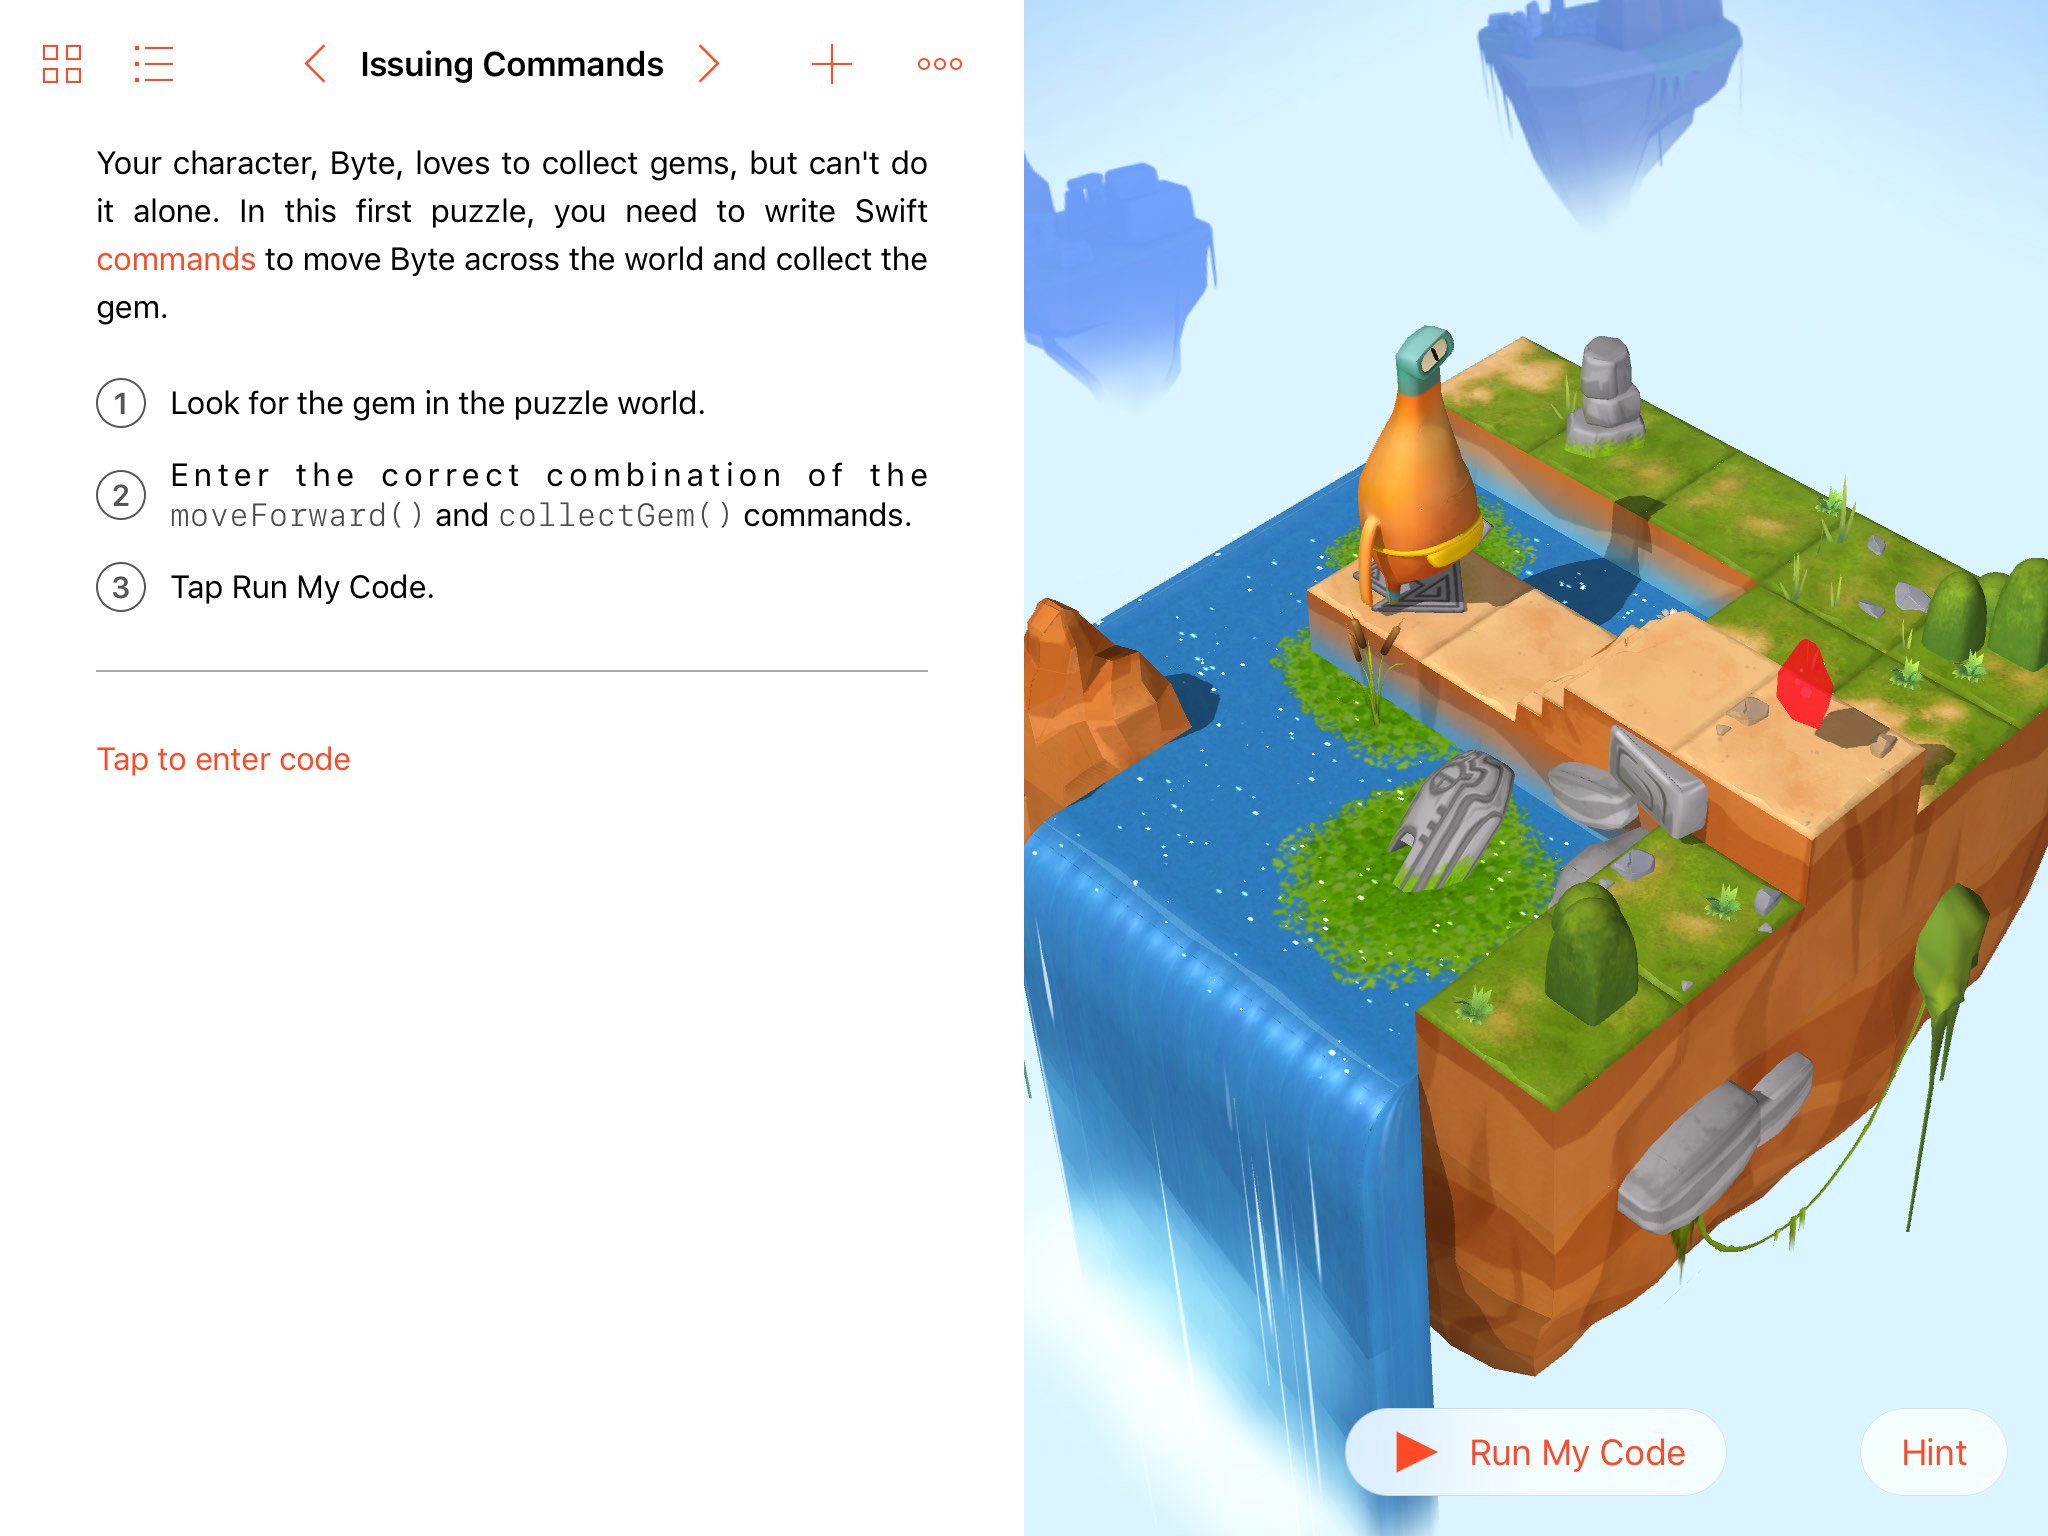 Issuing Commands
Your character, Byte, loves to collect gems, but can't do
it alone. In this first puzzle, you need to write Swift
commands to move Byte across the world and collect the
gem.
1 Look for the gem in the puzzle world.
2 Enter the correct combination of the
moveForward() and collectGem() commands.
3 Tap Run My Code.
Tap to enter code
Run My Code
Hint